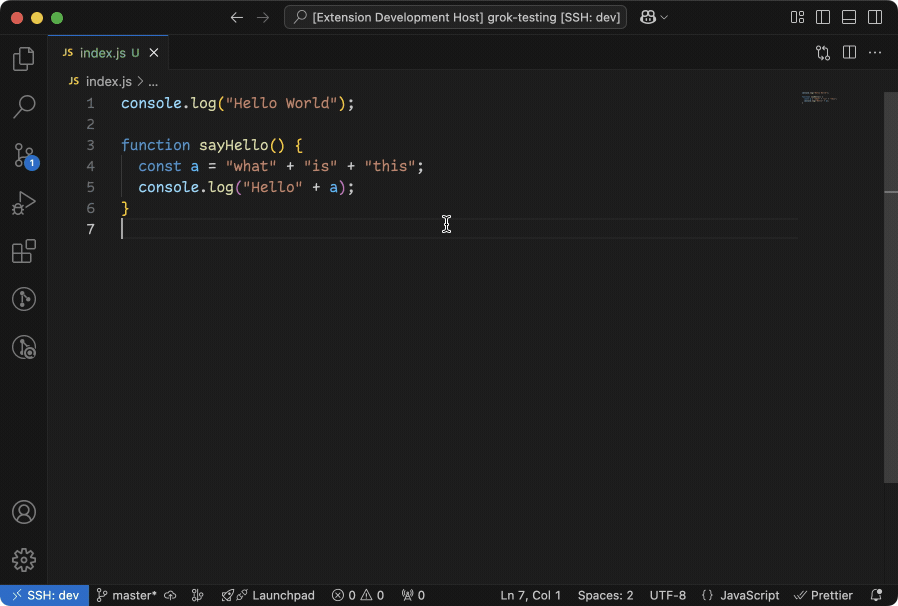 [Extension Development Host] grok-testing [SSH: dev]
JS index.js U
JS index.js > ...
1 console.log("Hello World");
2
3 function sayHello() {
4 const a = "what" + "is" + "this";
5 console.log("Hello" + a);
6 }
7
1
SSH: dev master* Launchpad 0 0 0 Ln 7, Col 1 Spaces: 2 UTF-8 {} JavaScript Prettier